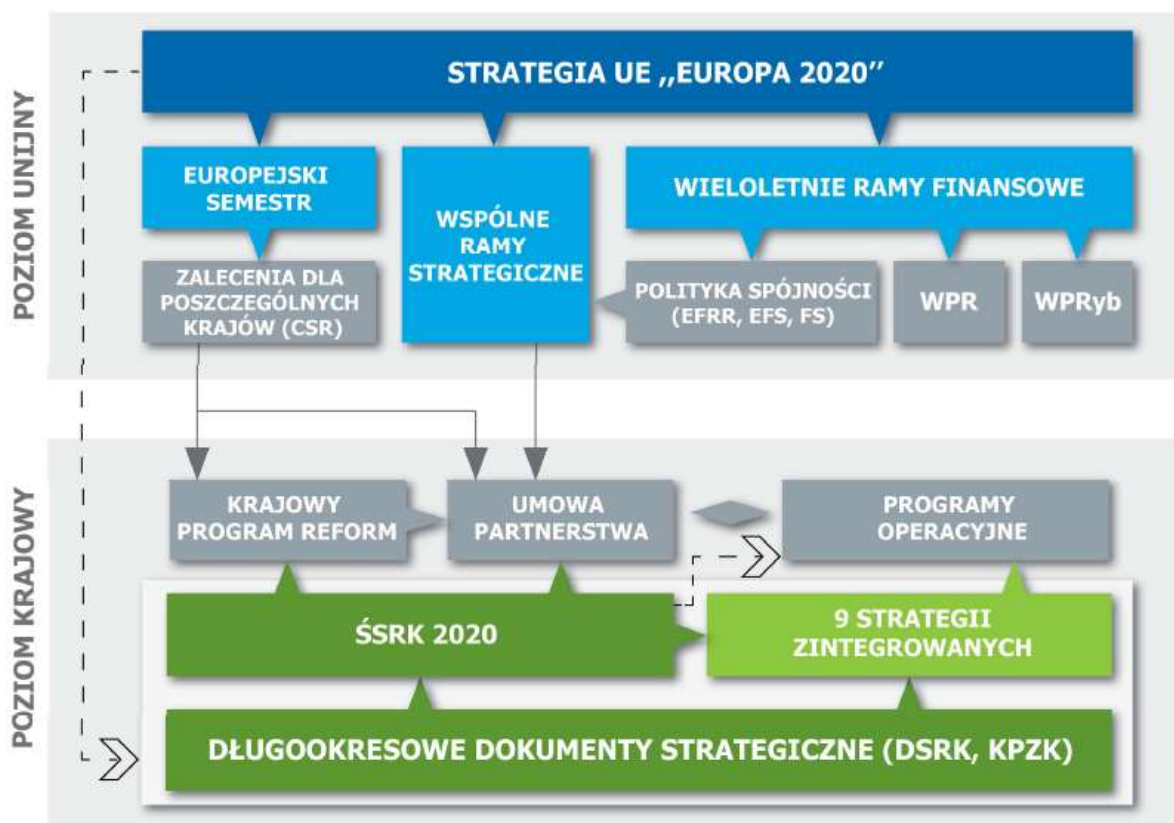 POZIOM UNIJNY
STRATEGIA UE ,,EUROPA 2020”
EUROPEJSKI
SEMESTR
WSPÓLNE
RAMY
STRATEGICZNE
WIELOLETNIE RAMY FINANSOWE
ZALECENIA DLA
POSZCZEGÓLNYCH
KRAJÓW (CSR)
POLITYKA SPÓJNOŚCI
(EFRR, EFS, FS)
WPR
WPRyb
POZIOM KRAJOWY
KRAJOWY
PROGRAM REFORM
UMOWA
PARTNERSTWA
PROGRAMY
OPERACYJNE
ŚSRK 2020
9 STRATEGII
ZINTEGROWANYCH
DŁUGOOKRESOWE DOKUMENTY STRATEGICZNE (DSRK, KPZK)